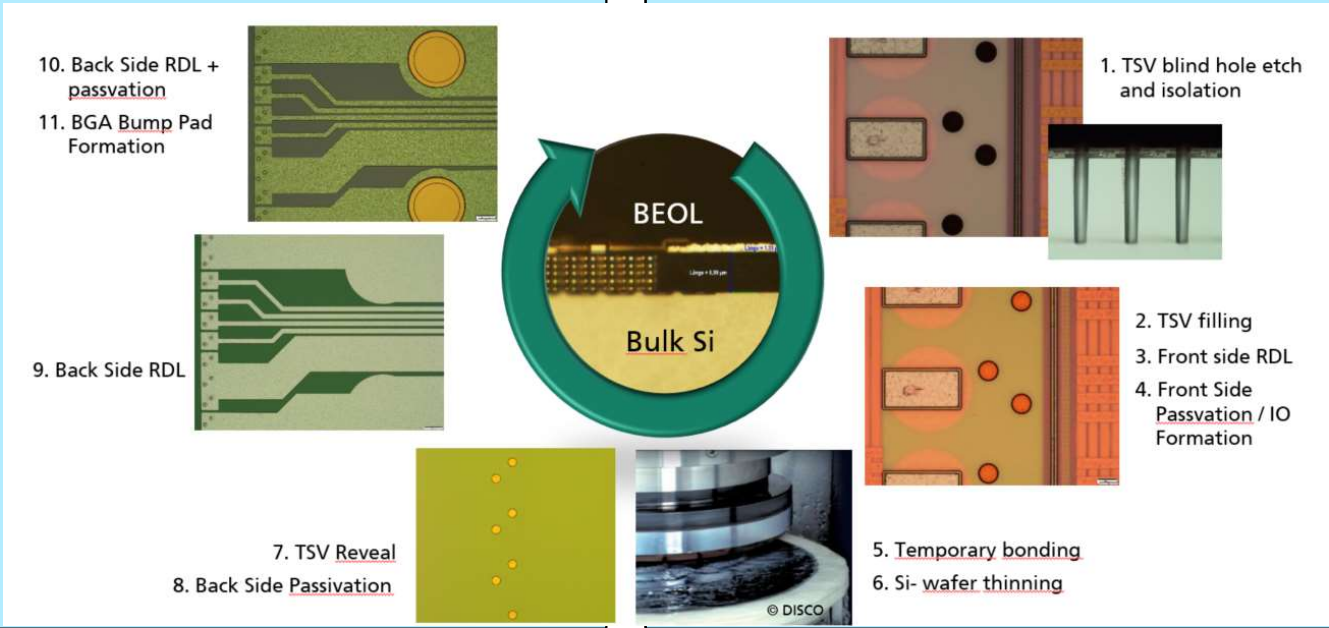 10. Back Side RDL +
passvation
11. BGA Bump Pad
Formation
1. TSV blind hole etch
and isolation
BEOL
Bulk Si
2. TSV filling
3. Front side RDL
4. Front Side
Passvation / IO
Formation
9. Back Side RDL
7. TSV Reveal
8. Back Side Passivation
5. Temporary bonding
6. Si- wafer thinning
© DISCO